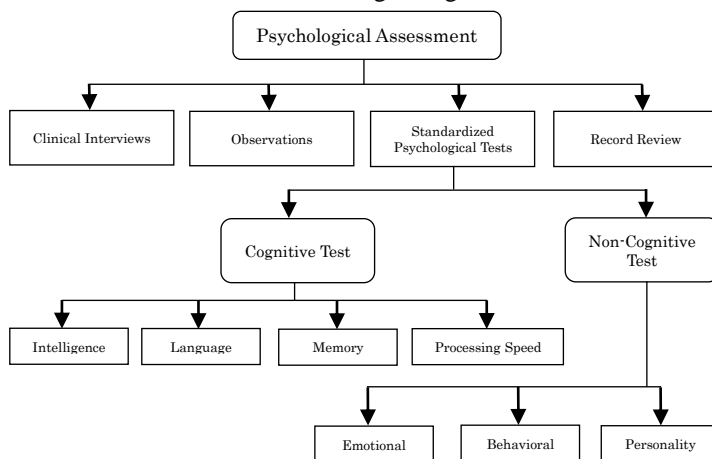 Psychological Assessment
Clinical Interviews
Observations
Standardized
Psychological Tests
Record Review
Cognitive Test
Non-Cognitive
Test
Intelligence
Language
Memory
Processing Speed
Emotional
Behavioral
Personality